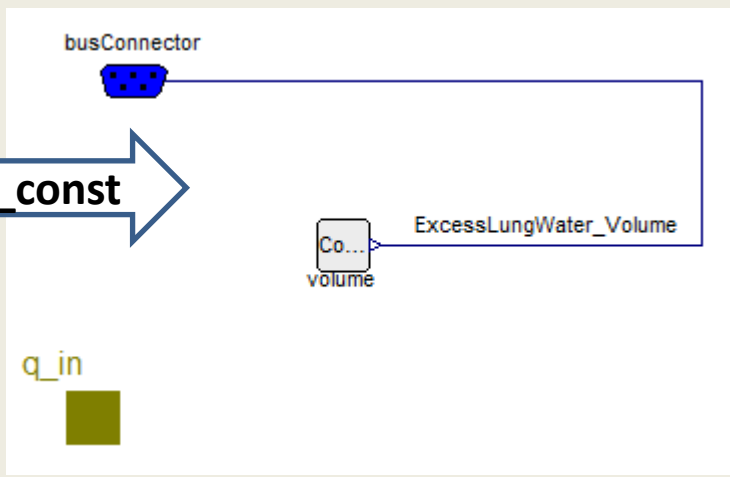 busConnector
_const
ExcessLungWater_Volume
Co...
volume
q_in